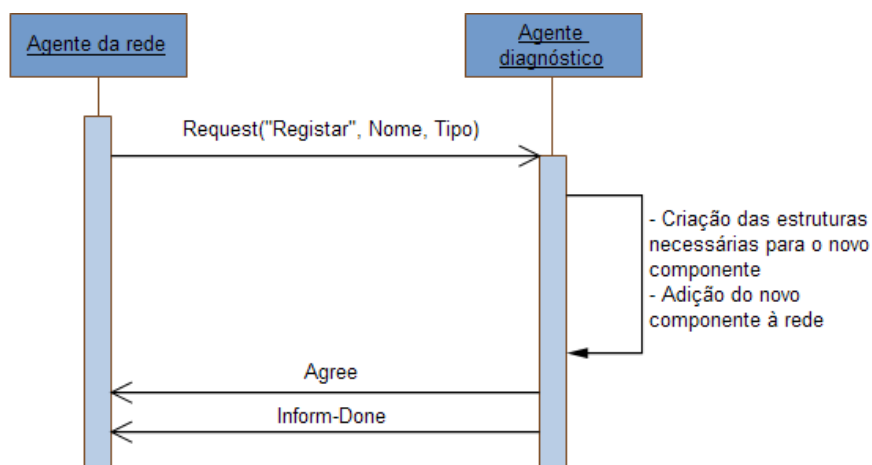 Agente da rede
Agente
diagnóstico
Request("Registar", Nome, Tipo)
- Criação das estruturas
necessárias para o novo
componente
- Adição do novo
componente à rede
Agree
Inform-Done